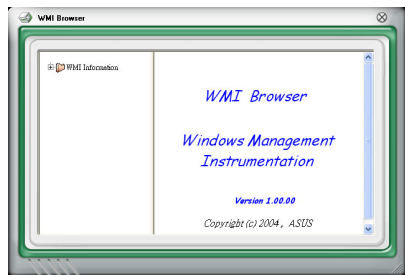 WMI Browser
WMI Information
WMI Browser
Windows Management
Instrumentation
Version 1.00.00
Copyright (c) 2004, ASUS